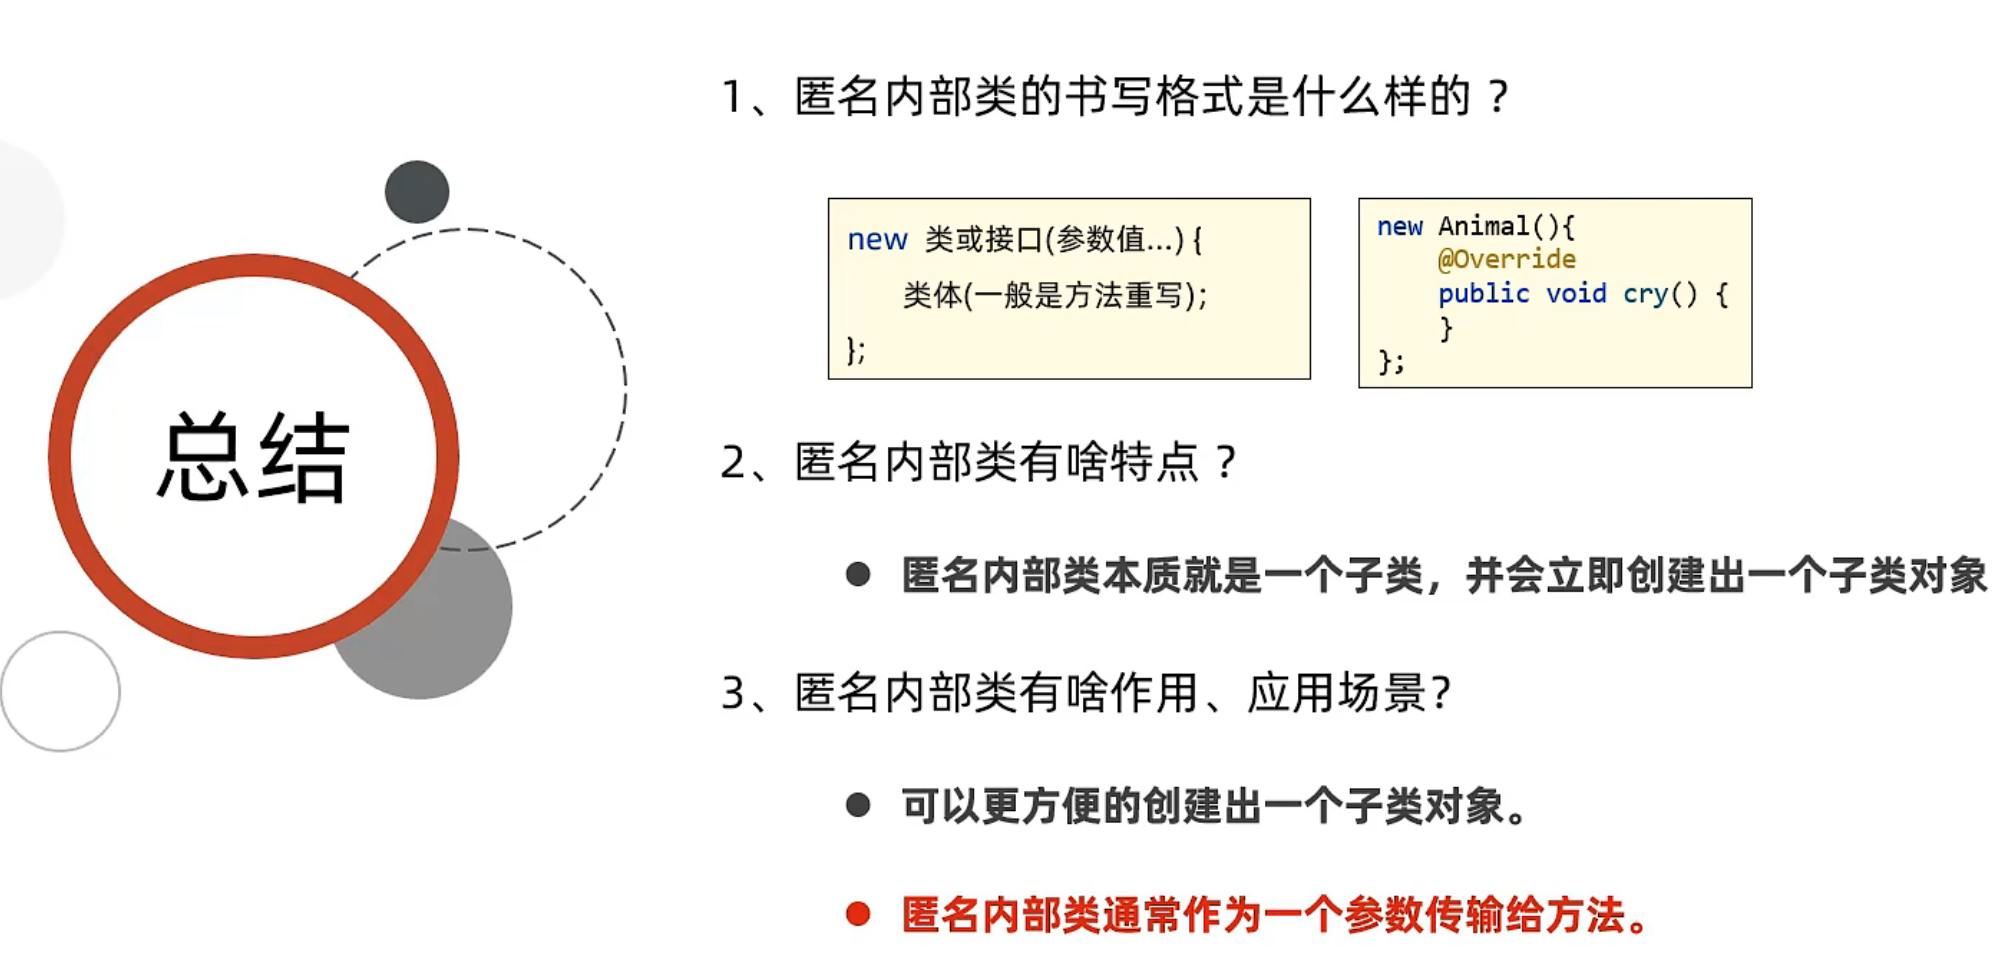 总结
1、匿名内部类的书写格式是什么样的？
new 类或接口(参数值...) {
类体(一般是方法重写);
};
new Animal(){
@Override
public void cry() {
}
};
2、匿名内部类有啥特点？
匿名内部类本质就是一个子类，并会立即创建出一个子类对象
3、匿名内部类有啥作用、应用场景？
可以更方便的创建出一个子类对象。
匿名内部类通常作为一个参数传输给方法。